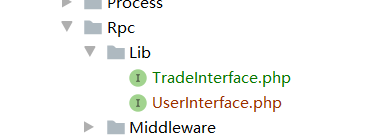 Process
Rpc
Lib
I TradeInterface.php
I UserInterface.php
Middleware